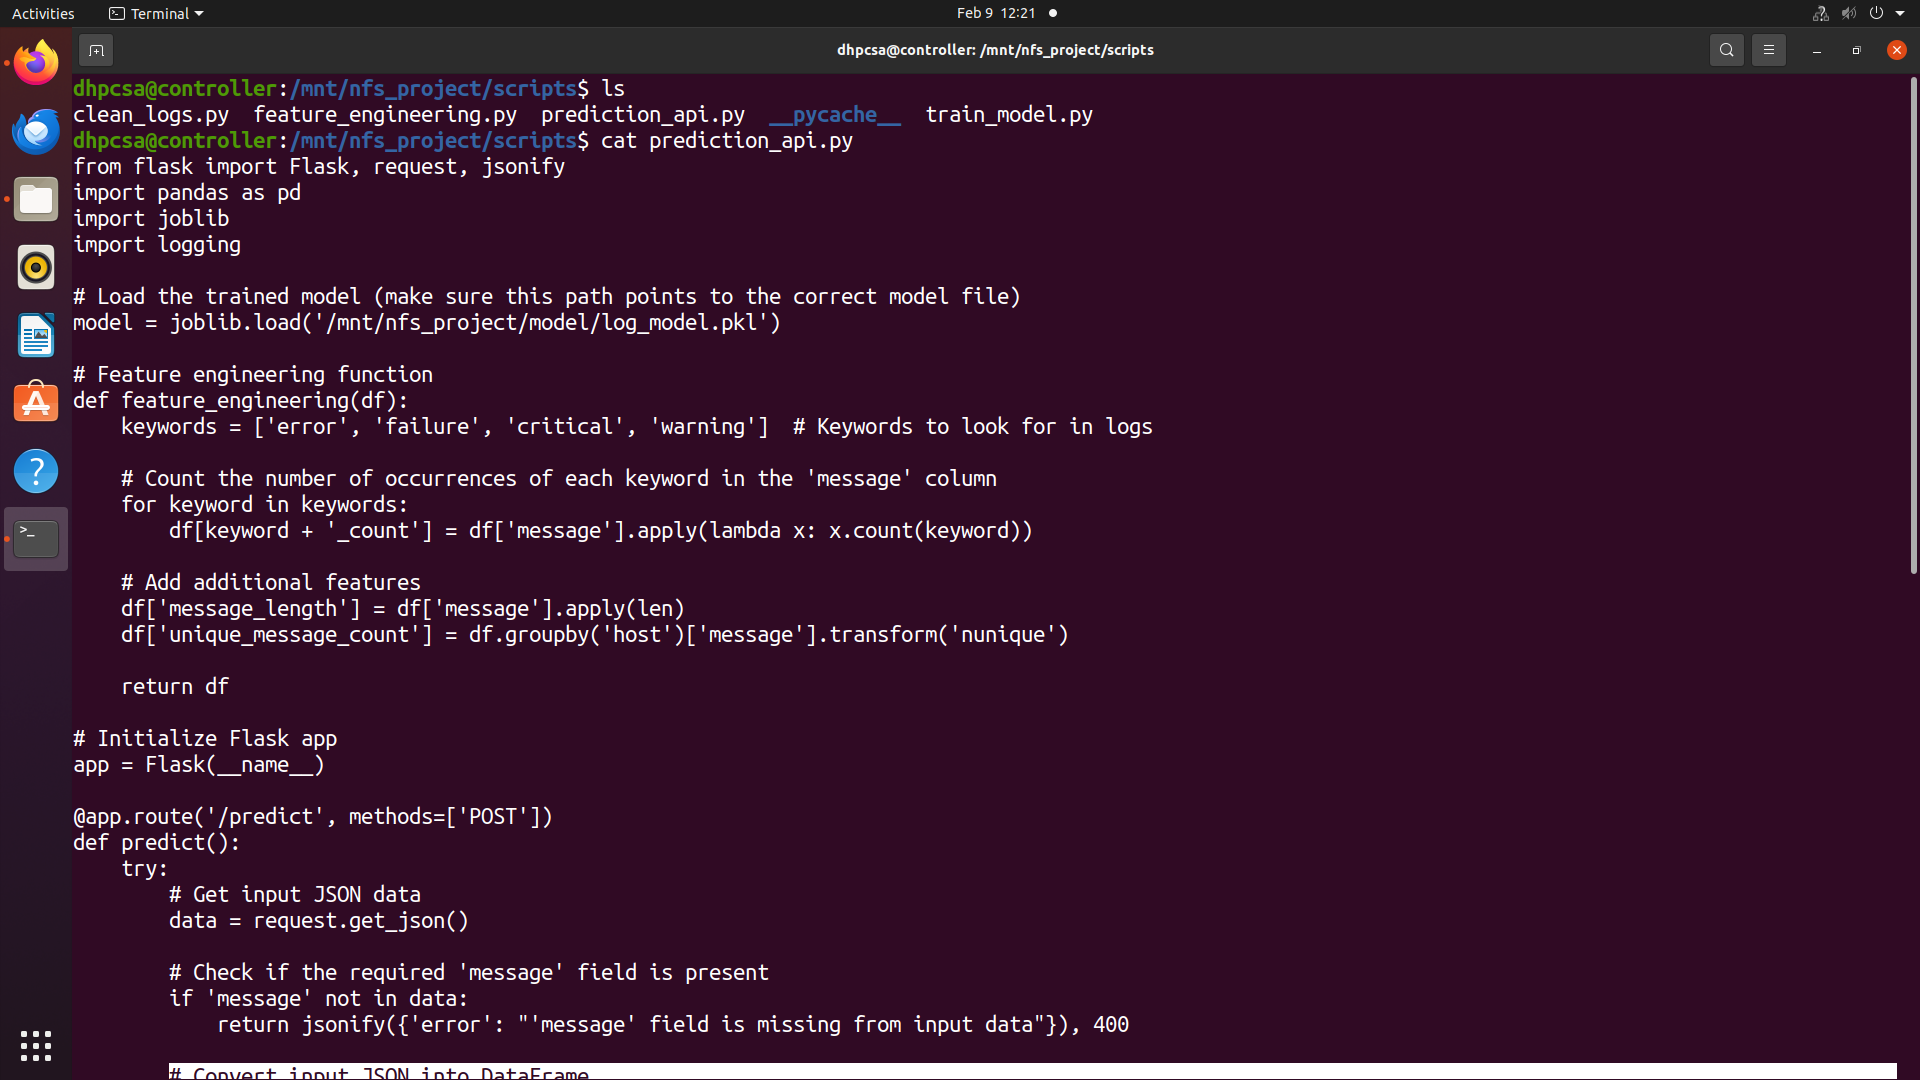 Activities
Terminal
Feb 9 12:21
dhpcsa@controller: /mnt/nfs_project/scripts
dhpcsa@controller:/mnt/nfs_project/scripts$ ls
clean_logs.py  feature_engineering.py  prediction_api.py  __pycache__  train_model.py
dhpcsa@controller:/mnt/nfs_project/scripts$ cat prediction_api.py
from flask import Flask, request, jsonify
import pandas as pd
import joblib
import logging

# Load the trained model (make sure this path points to the correct model file)
model = joblib.load('/mnt/nfs_project/model/log_model.pkl')

# Feature engineering function
def feature_engineering(df):
    keywords = ['error', 'failure', 'critical', 'warning']  # Keywords to look for in logs

    # Count the number of occurrences of each keyword in the 'message' column
    for keyword in keywords:
        df[keyword + '_count'] = df['message'].apply(lambda x: x.count(keyword))

    # Add additional features
    df['message_length'] = df['message'].apply(len)
    df['unique_message_count'] = df.groupby('host')['message'].transform('nunique')

    return df

# Initialize Flask app
app = Flask(__name__)

@app.route('/predict', methods=['POST'])
def predict():
    try:
        # Get input JSON data
        data = request.get_json()

        # Check if the required 'message' field is present
        if 'message' not in data:
            return jsonify({'error': "'message' field is missing from input data"}), 400

        # Convert input JSON into DataFrame